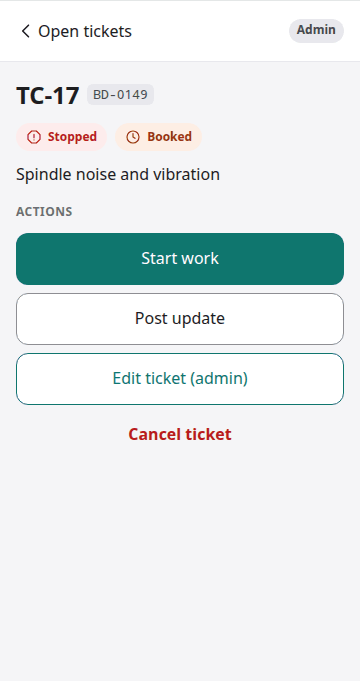 Open tickets
Admin
TC-17 BD-0149
Stopped Booked
Spindle noise and vibration
ACTIONS
Start work
Post update
Edit ticket (admin)
Cancel ticket